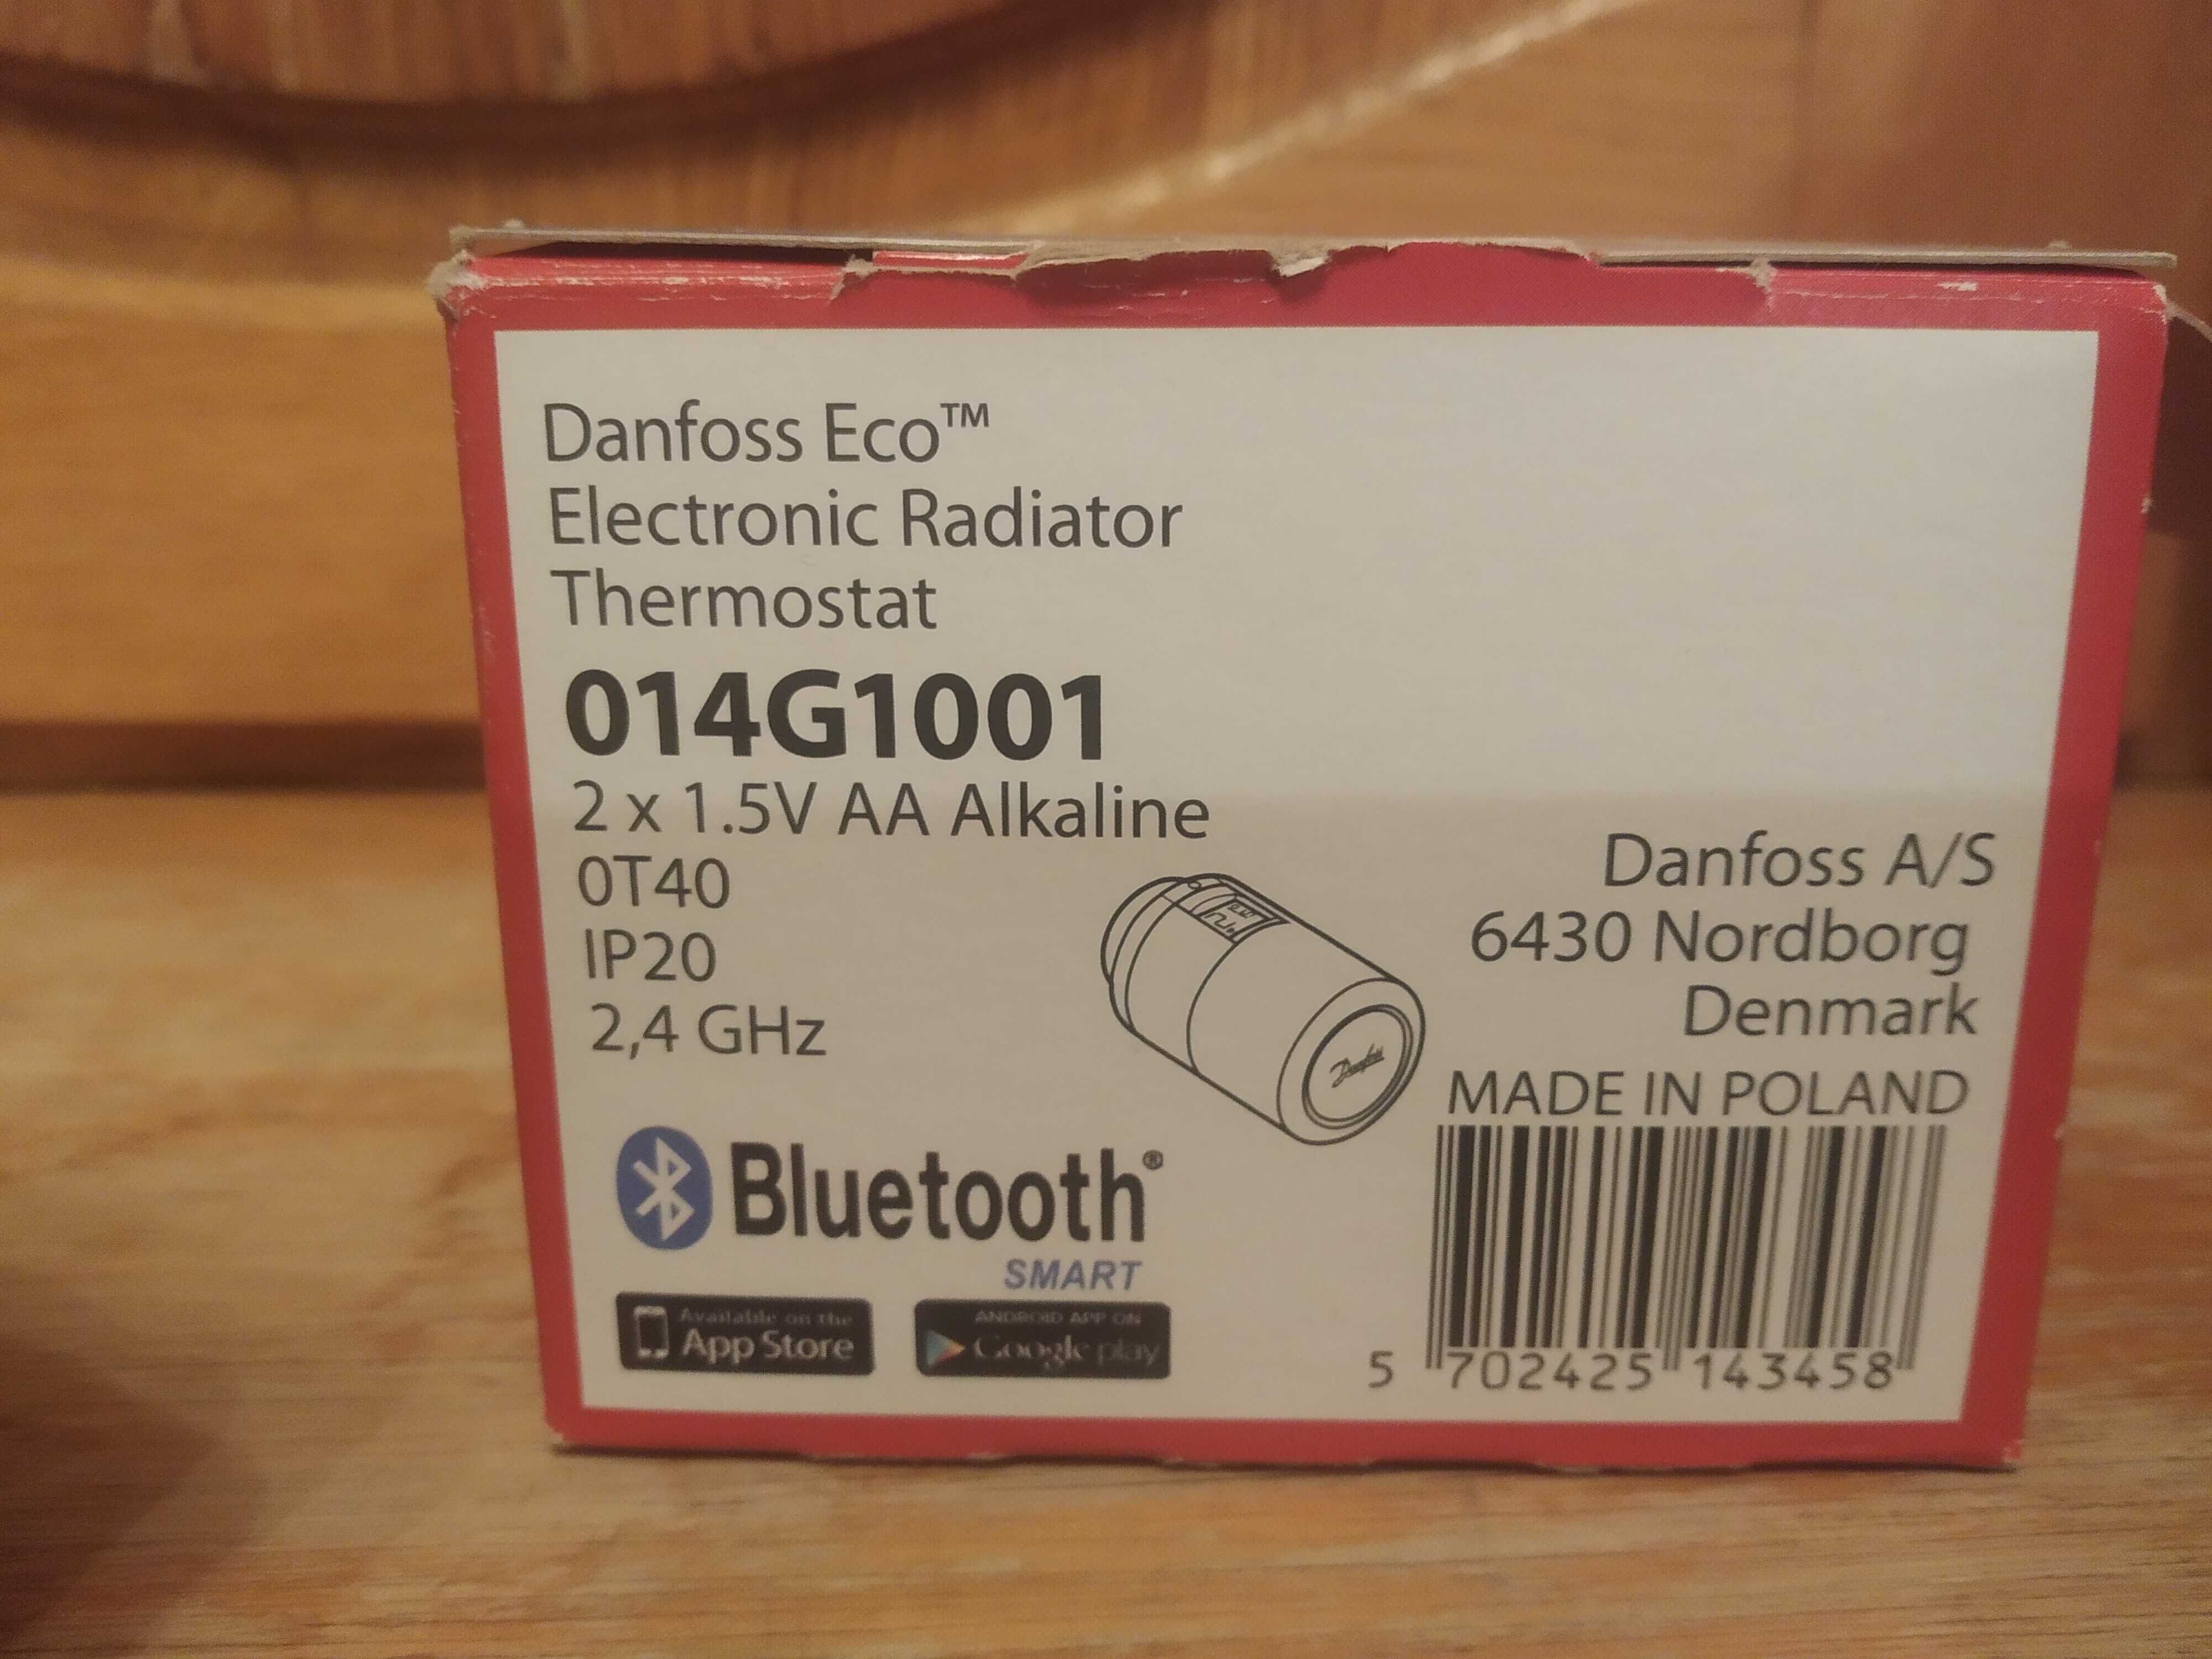 Danfoss Eco™
Electronic Radiator
Thermostat
014G1001
2 x 1.5V AA Alkaline
0T40
IP20
2,4 GHz
Danfoss
Danfoss A/S
6430 Nordborg
Denmark
MADE IN POLAND
Bluetooth®
SMART
Available on the
App Store
ANDROID APP ON
Google play
5 702425 143458